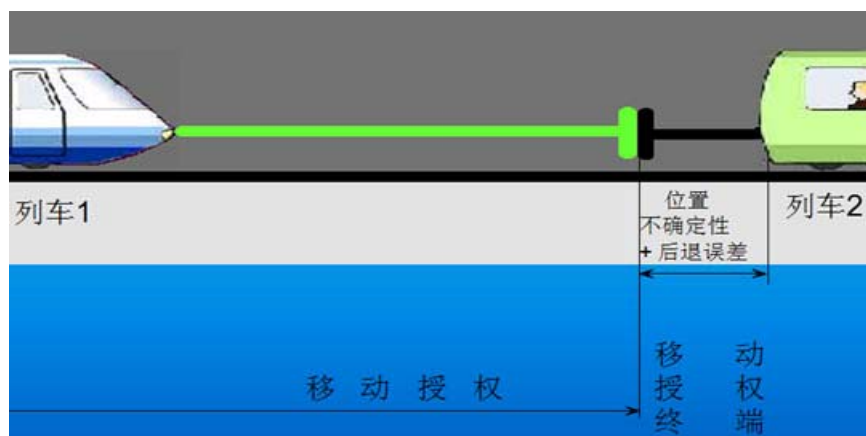 列车1
位置
不确定性
+ 后退误差
列车2
移动授权
移动
授权
终端